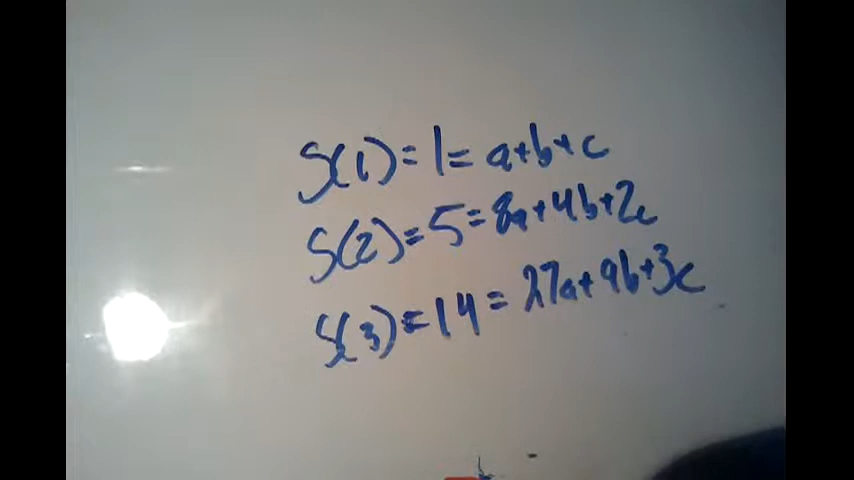 S(1) = 1 = a+b+c
S(2) = 5 = 8a+4b+2c
S(3) = 14 = 27a+9b+3c